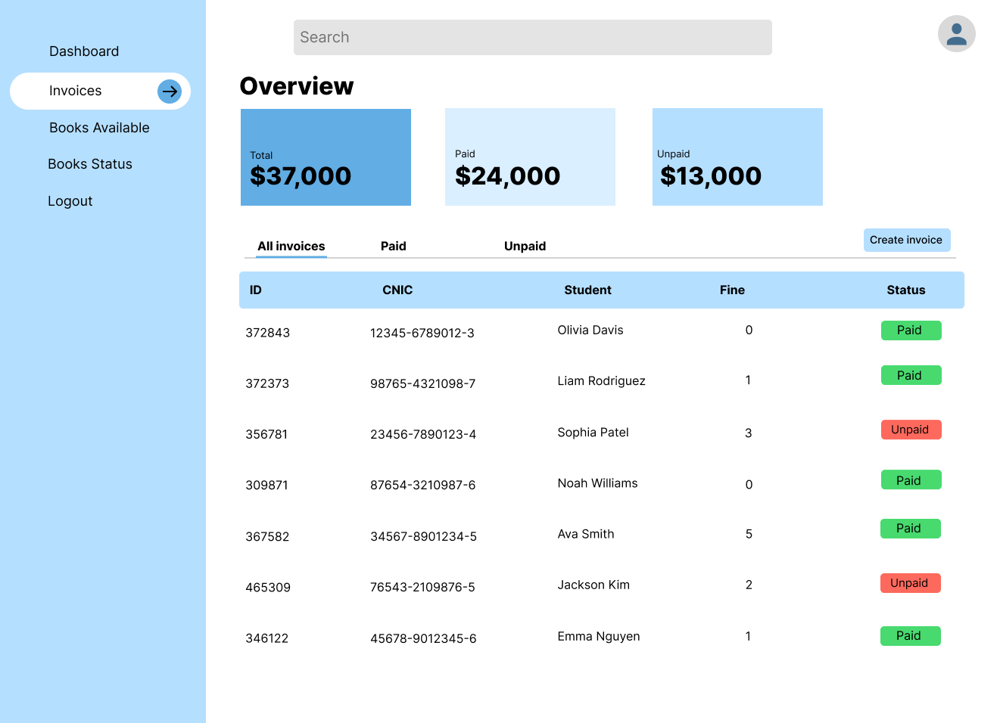 Dashboard
Invoices
Books Available
Books Status
Logout
Search
Overview
Total
$37,000
Paid
$24,000
Unpaid
$13,000
All invoices Paid Unpaid Create invoice
ID CNIC Student Fine Status
372843 12345-6789012-3 Olivia Davis 0 Paid
372373 98765-4321098-7 Liam Rodriguez 1 Paid
356781 23456-7890123-4 Sophia Patel 3 Unpaid
309871 87654-3210987-6 Noah Williams 0 Paid
367582 34567-8901234-5 Ava Smith 5 Paid
465309 76543-2109876-5 Jackson Kim 2 Unpaid
346122 45678-9012345-6 Emma Nguyen 1 Paid